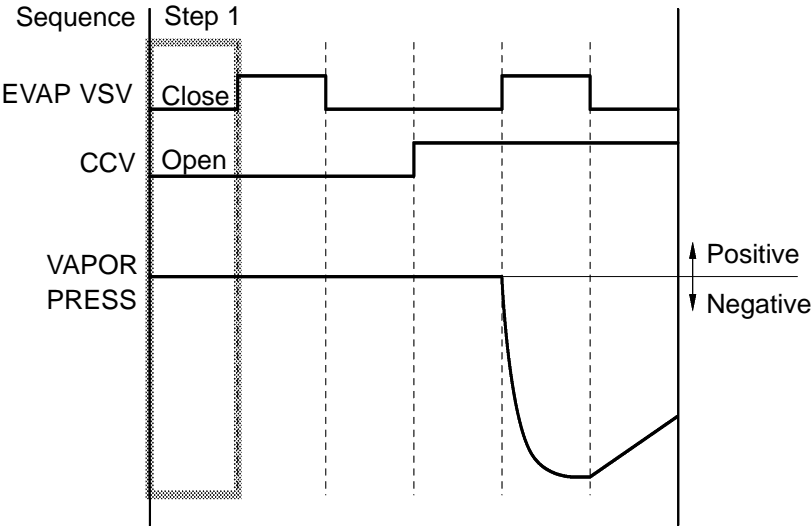 Sequence Step 1
EVAP VSV Close
CCV Open
VAPOR
PRESS
Positive
Negative